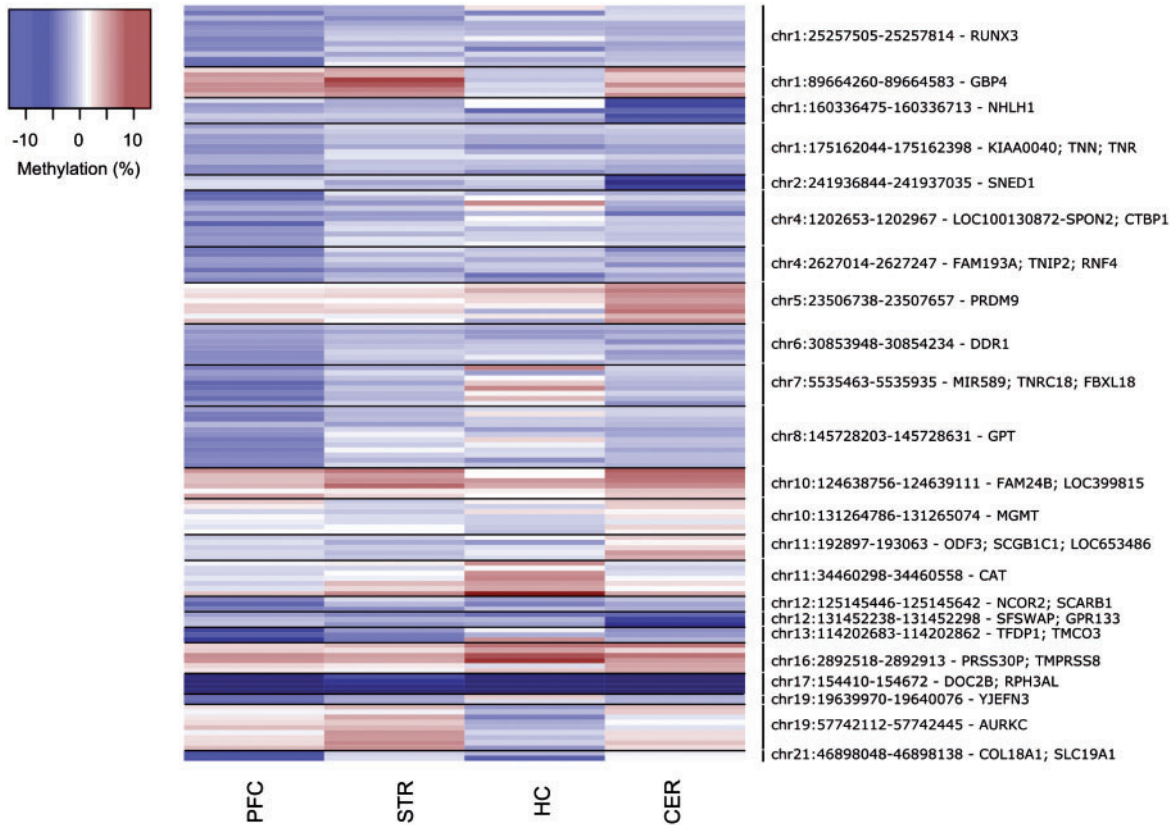 -10 0 10
Methylation (%)
chr1:25257505-25257814 - RUNX3
chr1:89664260-89664583 - GBP4
chr1:160336475-160336713 - NHLH1
chr1:175162044-175162398 - KIAA0040; TNN; TNR
chr2:241936844-241937035 - SNED1
chr4:1202653-1202967 - LOC100130872-SPON2; CTBP1
chr4:2627014-2627247 - FAM193A; TNIP2; RNF4
chr5:23506738-23507657 - PRDM9
chr6:30853948-30854234 - DDR1
chr7:5535463-5535935 - MIR589; TNRC18; FBXL18
chr8:145728203-145728631 - GPT
chr10:124638756-124639111 - FAM24B; LOC399815
chr10:131264786-131265074 - MGMT
chr11:192897-193063 - ODF3; SCGB1C1; LOC653486
chr11:34460298-34460558 - CAT
chr12:125145446-125145642 - NCOR2; SCARB1
chr12:131452238-131452298 - SFSWAP; GPR133
chr13:114202683-114202862 - TFDP1; TMCO3
chr16:2892518-2892913 - PRSS30P; TMPRSS8
chr17:154410-154672 - DOC2B; RPH3AL
chr19:19639970-19640076 - YJEFN3
chr19:57742112-57742445 - AURKC
chr21:46898048-46898138 - COL18A1; SLC19A1
PFC STR HC CER